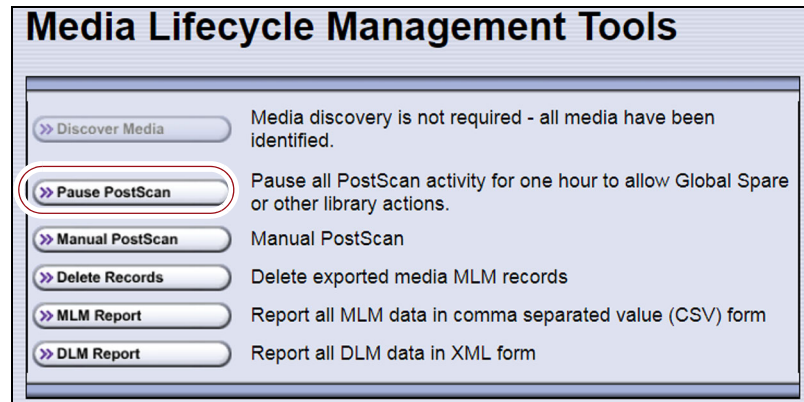 Media Lifecycle Management Tools
» Discover Media
Media discovery is not required - all media have been
identified.
» Pause PostScan
Pause all PostScan activity for one hour to allow Global Spare
or other library actions.
» Manual PostScan
Manual PostScan
» Delete Records
Delete exported media MLM records
» MLM Report
Report all MLM data in comma separated value (CSV) form
» DLM Report
Report all DLM data in XML form